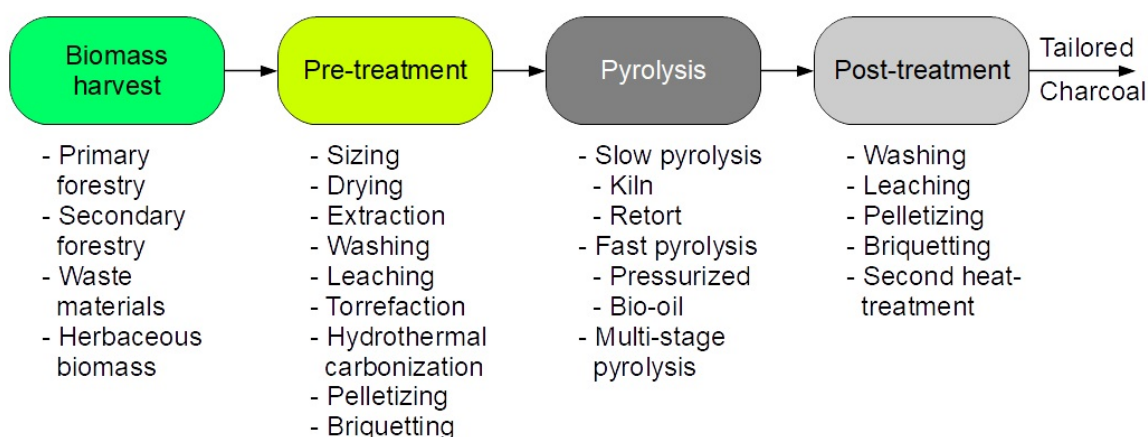 Biomass
harvest
Pre-treatment
Pyrolysis
Post-treatment
Tailored
Charcoal
- Primary
forestry
- Secondary
forestry
- Waste
materials
- Herbaceous
biomass
- Sizing
- Drying
- Extraction
- Washing
- Leaching
- Torrefaction
- Hydrothermal
carbonization
- Pelletizing
- Briquetting
- Slow pyrolysis
- Kiln
- Retort
- Fast pyrolysis
- Pressurized
- Bio-oil
- Multi-stage
pyrolysis
- Washing
- Leaching
- Pelletizing
- Briquetting
- Second heat-
treatment